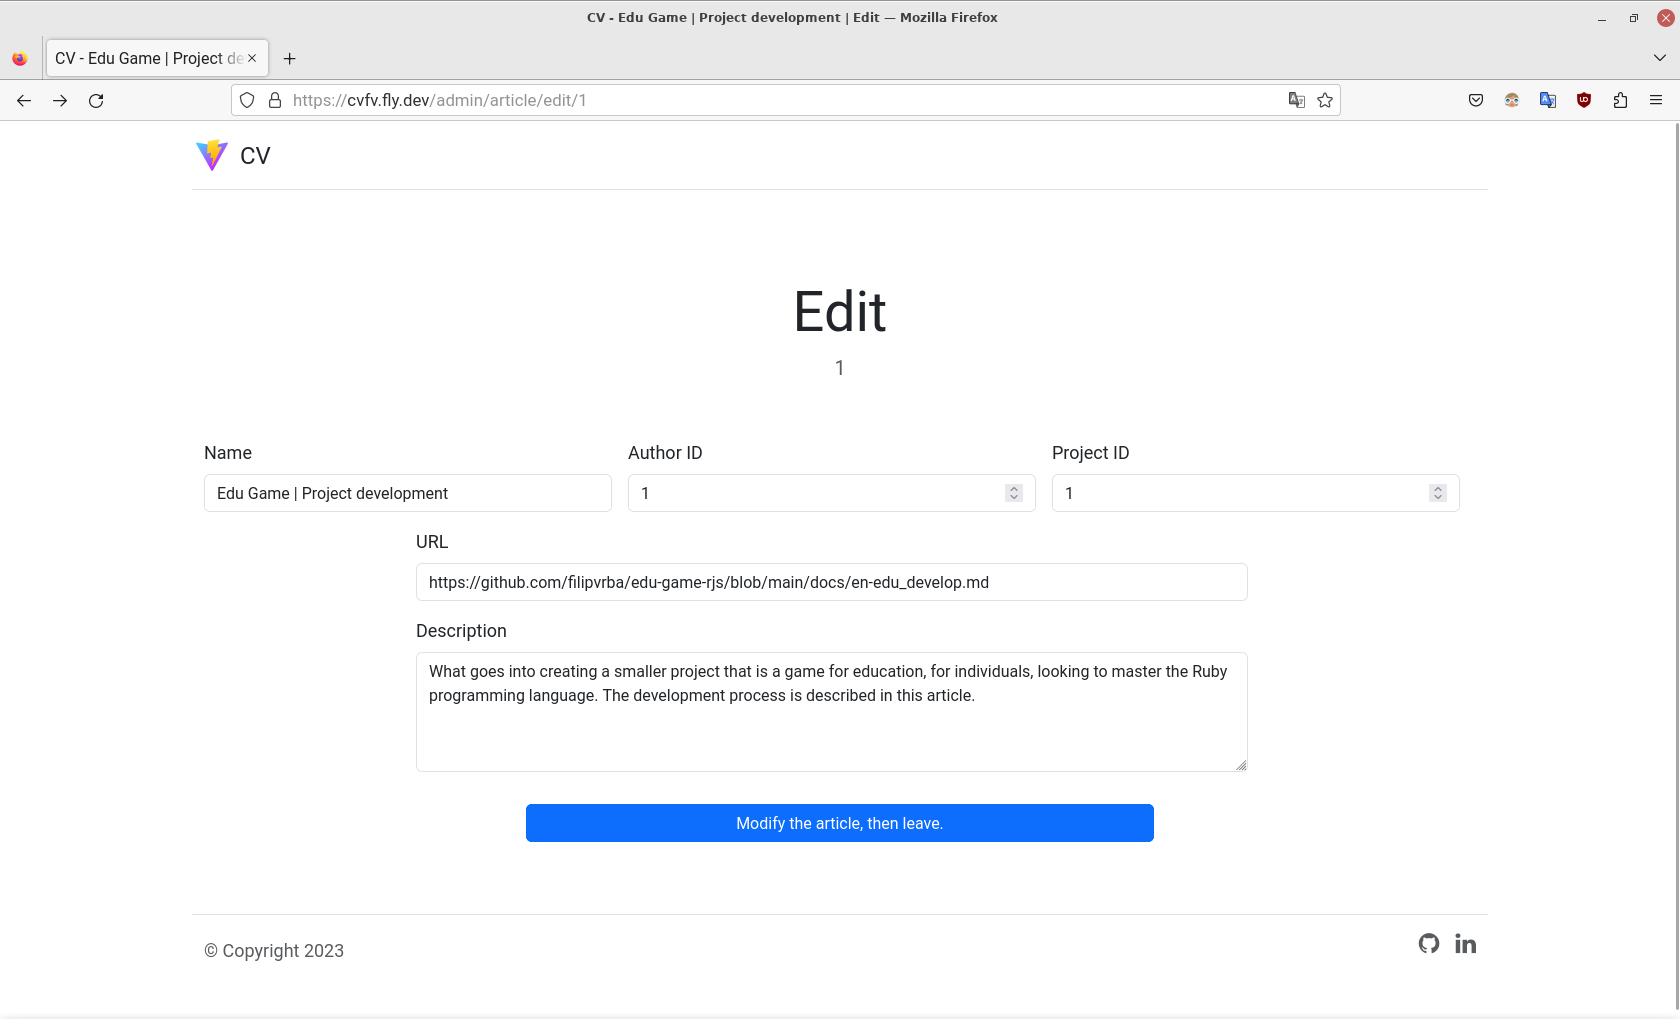 CV - Edu Game | Project development | Edit — Mozilla Firefox
CV - Edu Game | Project de
https://cvfv.fly.dev/admin/article/edit/1
CV
Edit
1
Name
Author ID
Project ID
Edu Game | Project development
1
1
URL
https://github.com/filipvrba/edu-game-rjs/blob/main/docs/en-edu_develop.md
Description
What goes into creating a smaller project that is a game for education, for individuals, looking to master the Ruby
programming language. The development process is described in this article.
Modify the article, then leave.
© Copyright 2023